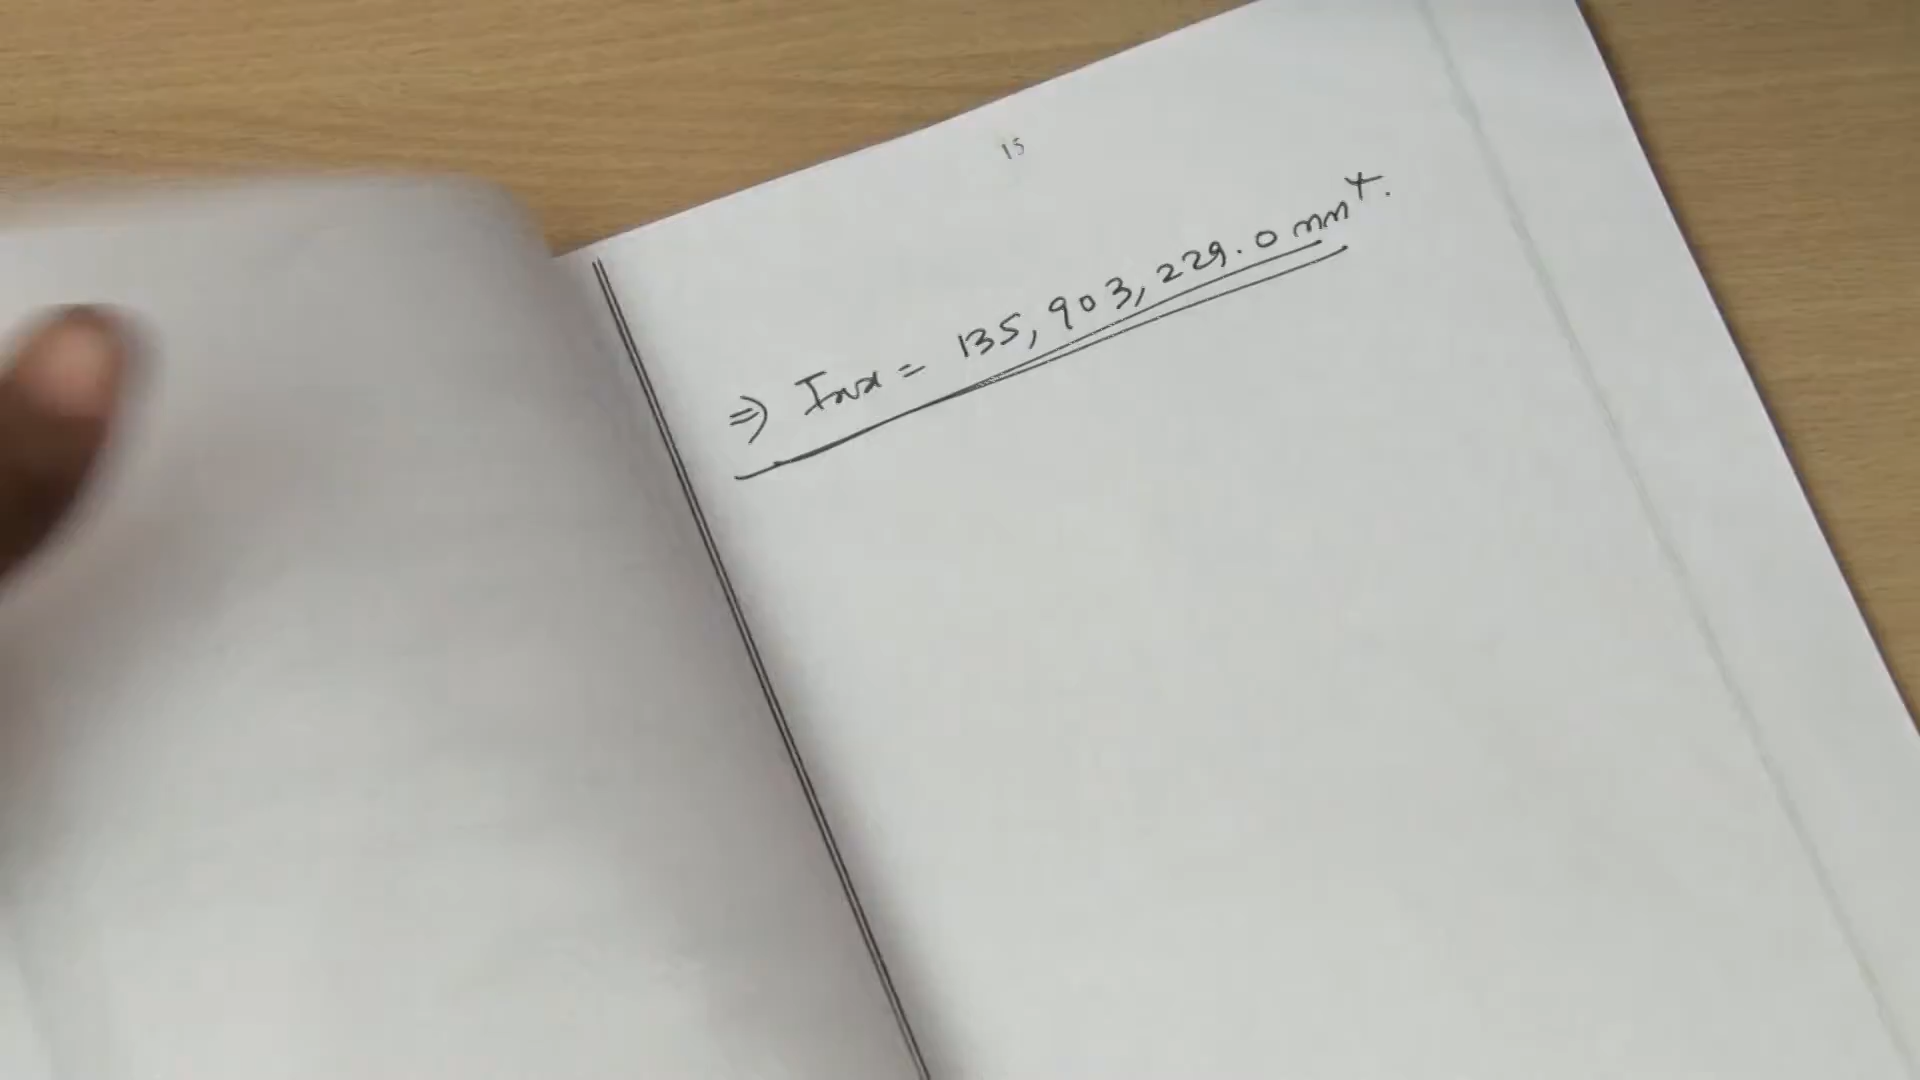 15
⇒ Ixx = 135,903,229.0 mm⁴.